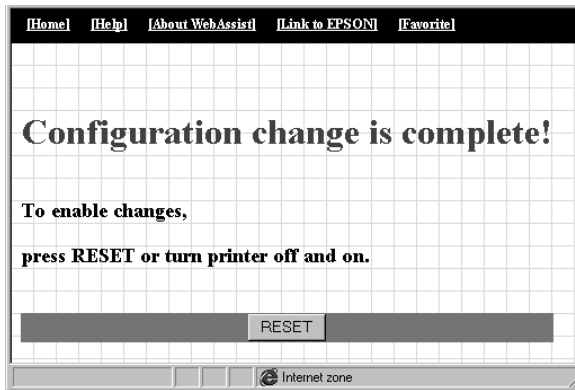 [Home] [Help] [About WebAssist] [Link to EPSON] [Favorite]
Configuration change is complete!
To enable changes,
press RESET or turn printer off and on.
RESET
Internet zone